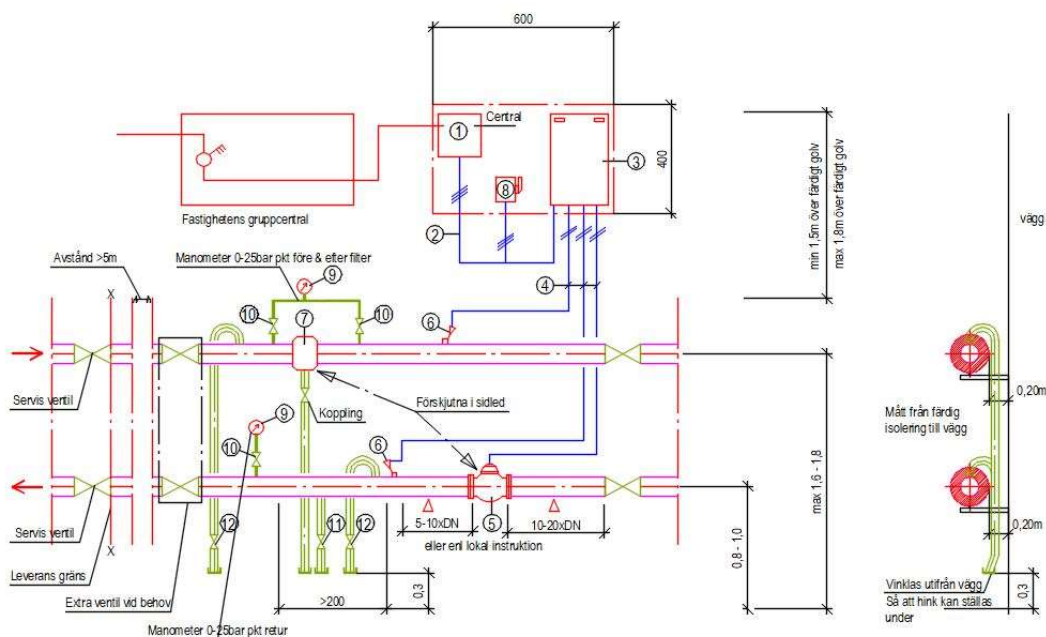 600
1
Central
400
3
8
Fastighetens gruppcentral
2
min 1,5m över färdigt golv
max 1,8m över färdigt golv
vägg
Avstånd >5m
X
Manometer 0-25bar pkt före & efter filter
9
4
10
7
10
6
Servis ventil
Koppling
Förskjutna i sidled
0,20m
Mått från färdig
isolering till vägg
9
10
6
max 1,6 - 1,8
5-10xDN
5
10-20xDN
eller enl lokal instruktion
0,8 - 1,0
0,20m
Servis ventil
12
11
12
X
Leverans gräns
Extra ventil vid behov
>200
0,3
Vinklas utifrån vägg
Så att hink kan ställas
under
0,3
Manometer 0-25bar pkt retur